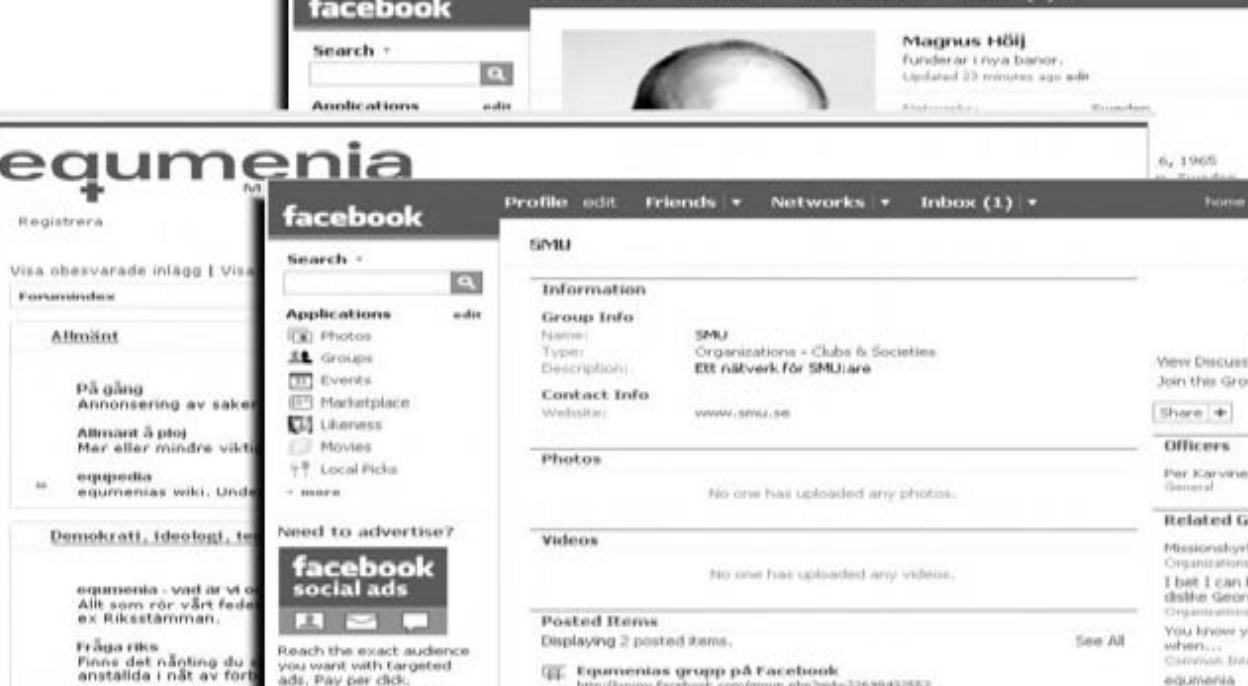 facebook
Search
Applications edit
Magnus Höij
funderar i nya banor.
Updated 23 minutes ago edit
Networks: Sweden
6, 1965
equmenia
Registrera
Visa obesvarade inlägg | Visa
Forumindex
Allmänt
På gång
Annonsering av saker
Allmänt å ploj
Mer eller mindre vikti
equpedia
equmenias wiki. Unde
Demokrati, ideologi, te
equmenia - vad är vi o
Allt som rör vårt fede
ex Riksstämman.
Fråga riks
Finns det nånting du
anställda i nåt av förb
facebook
Profile edit Friends Networks Inbox (1) home
Search
Applications edit
Photos
Groups
Events
Marketplace
Likeness
Movies
Local Picks
more
Need to advertise?
facebook
social ads
Reach the exact audience
you want with targeted
ads. Pay per click.
SMU
Information
Group Info
Name: SMU
Type: Organizations - Clubs & Societies
Description: Ett nätverk för SMU:are
Contact Info
Website: www.smu.se
Photos
No one has uploaded any photos.
Videos
No one has uploaded any videos.
Posted Items
Displaying 2 posted items. See All
Equmenias grupp på Facebook
View Discuss
Join this Gro
Share +
Officers
Per Karvine
General
Related G
Missionskyr
Organizations
I bet I can
dislike Geor
Organizations
You know y
when...
Common Inte
equmenia